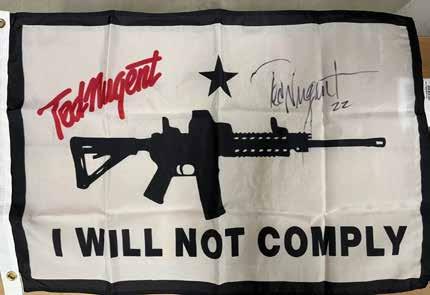 Ted Nugent
Ted Nugent
22
I WILL NOT COMPLY